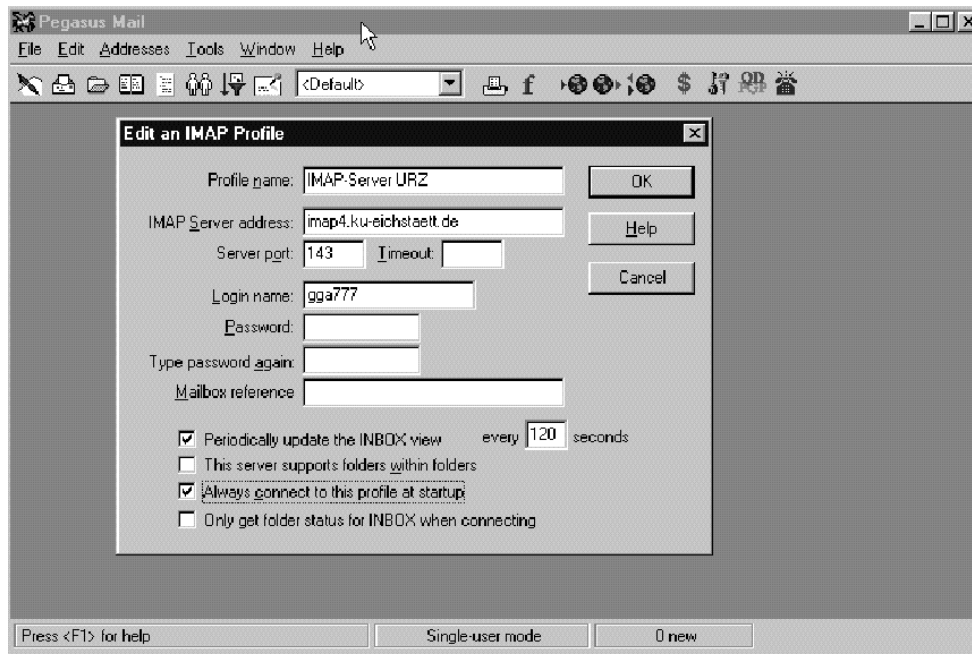 Pegasus Mail
File Edit Addresses Tools Window Help
<Default>
f $
Edit an IMAP Profile
Profile name: IMAP-Server URZ OK
IMAP Server address: imap4.ku-eichstaett.de Help
Server port: 143 Timeout:
Cancel
Login name: gga777
Password:
Type password again:
Mailbox reference
Periodically update the INBOX view every 120 seconds
This server supports folders within folders
Always connect to this profile at startup
Only get folder status for INBOX when connecting
Press <F1> for help Single-user mode 0 new